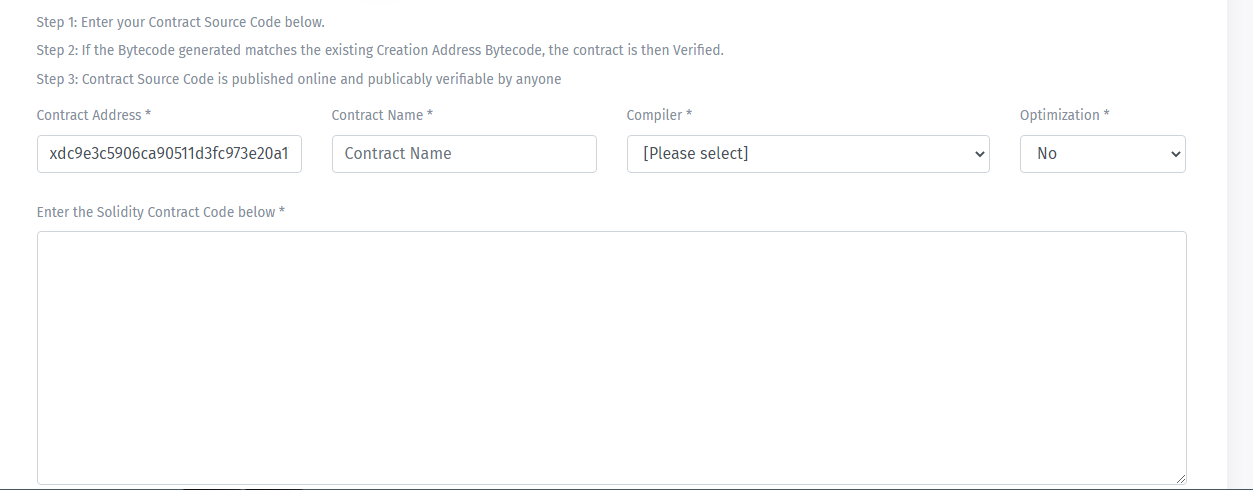 Step 1: Enter your Contract Source Code below.
Step 2: If the Bytecode generated matches the existing Creation Address Bytecode, the contract is then Verified.
Step 3: Contract Source Code is published online and publicably verifiable by anyone
Contract Address * Contract Name * Compiler * Optimization *
xdc9e3c5906ca90511d3fc973e20a1 Contract Name [Please select] No
Enter the Solidity Contract Code below *